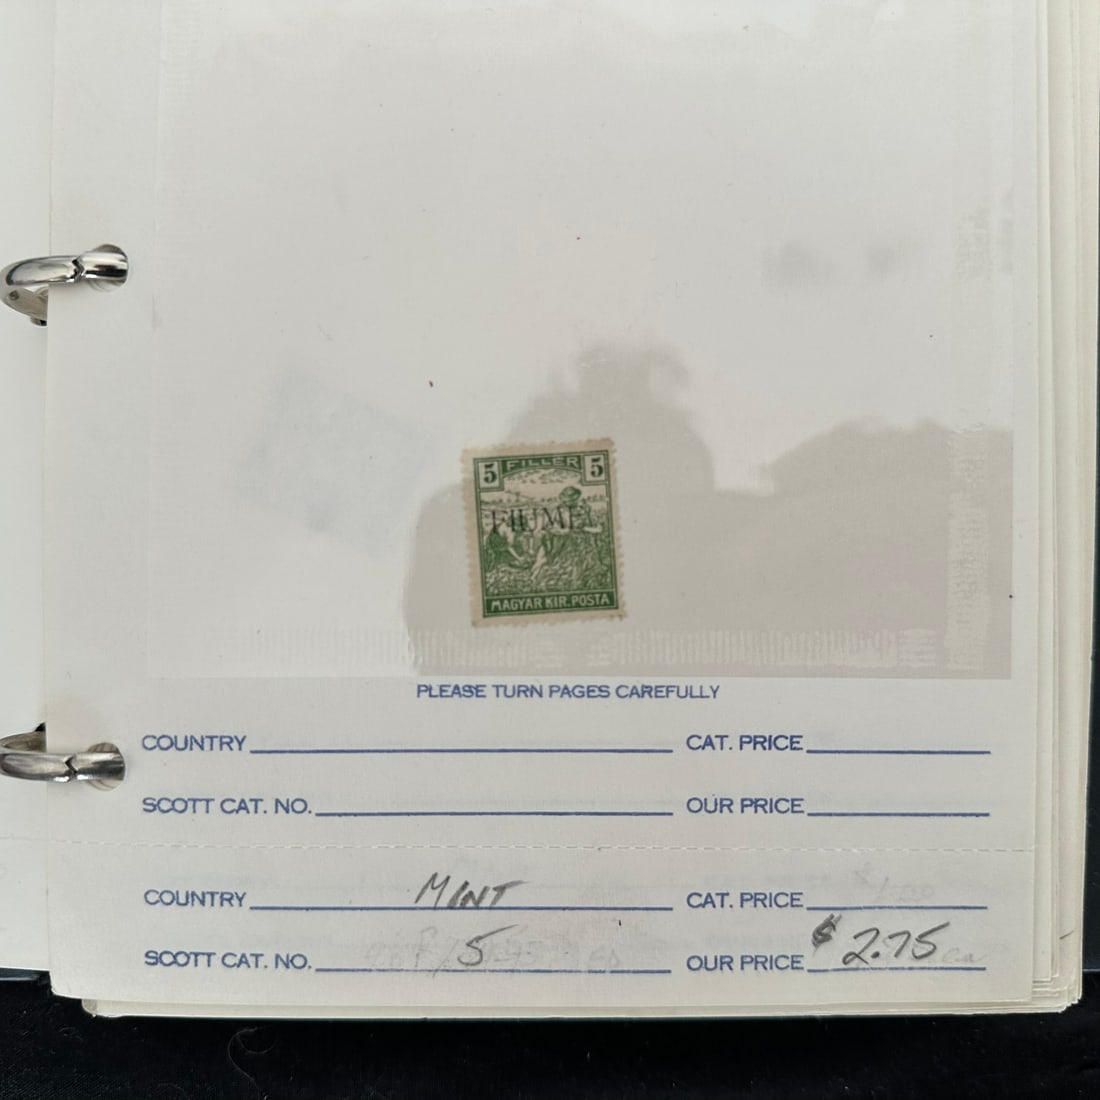 5 FILLER 5
FIUME
MAGYAR KIR. POSTA
PLEASE TURN PAGES CAREFULLY
COUNTRY CAT. PRICE
SCOTT CAT. NO. OUR PRICE
COUNTRY MINT CAT. PRICE
SCOTT CAT. NO. 5 OUR PRICE $2.75